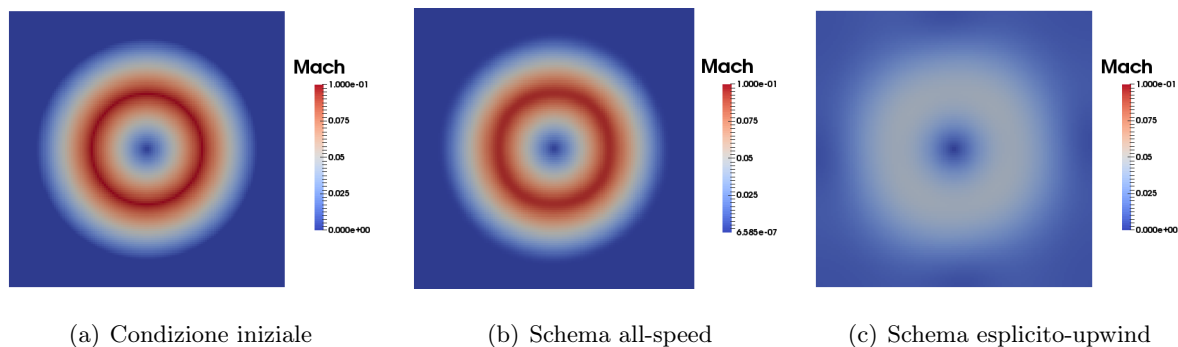 Mach
1.000e-01
0.075
0.05
0.025
0.000e+00
Mach
1.000e-01
0.075
0.05
0.025
6.585e-07
Mach
1.000e-01
0.075
0.05
0.025
0.000e+00
(a) Condizione iniziale
(b) Schema all-speed
(c) Schema esplicito-upwind